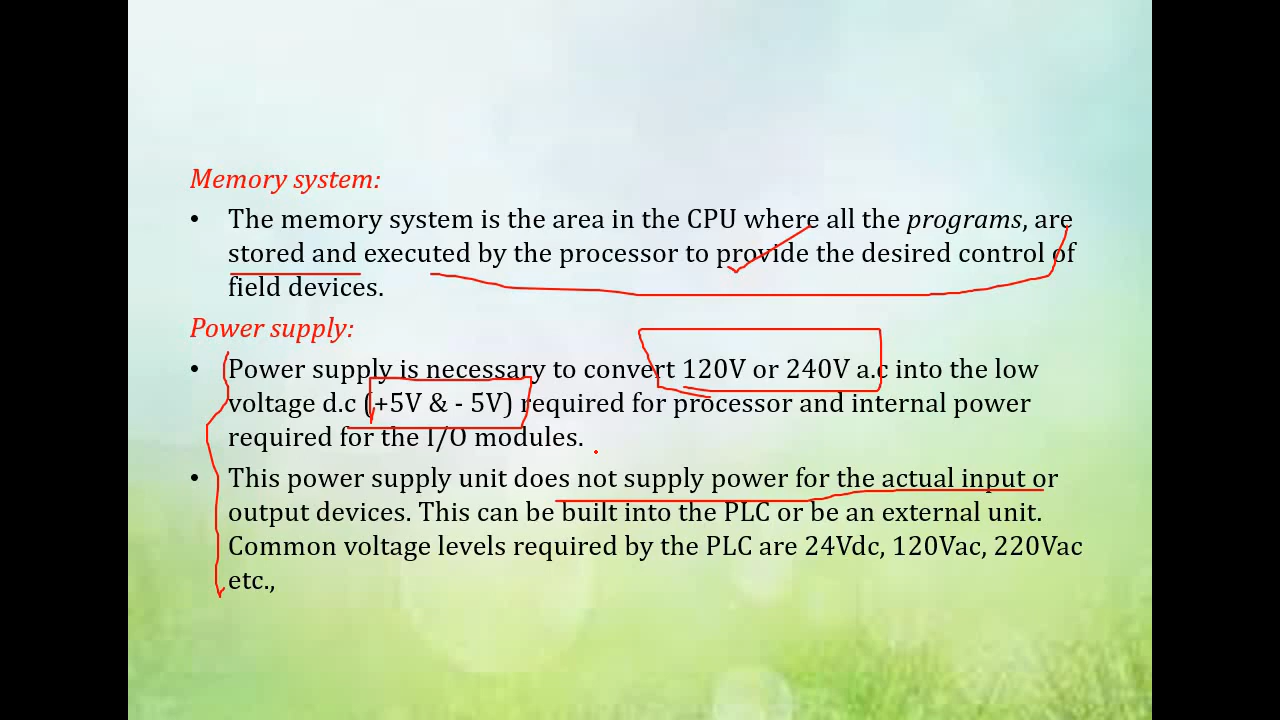 Memory system:
• The memory system is the area in the CPU where all the programs, are
stored and executed by the processor to provide the desired control of
field devices.
Power supply:
• Power supply is necessary to convert 120V or 240V a.c into the low
voltage d.c (+5V & - 5V) required for processor and internal power
required for the I/O modules.
• This power supply unit does not supply power for the actual input or
output devices. This can be built into the PLC or be an external unit.
Common voltage levels required by the PLC are 24Vdc, 120Vac, 220Vac
etc.,